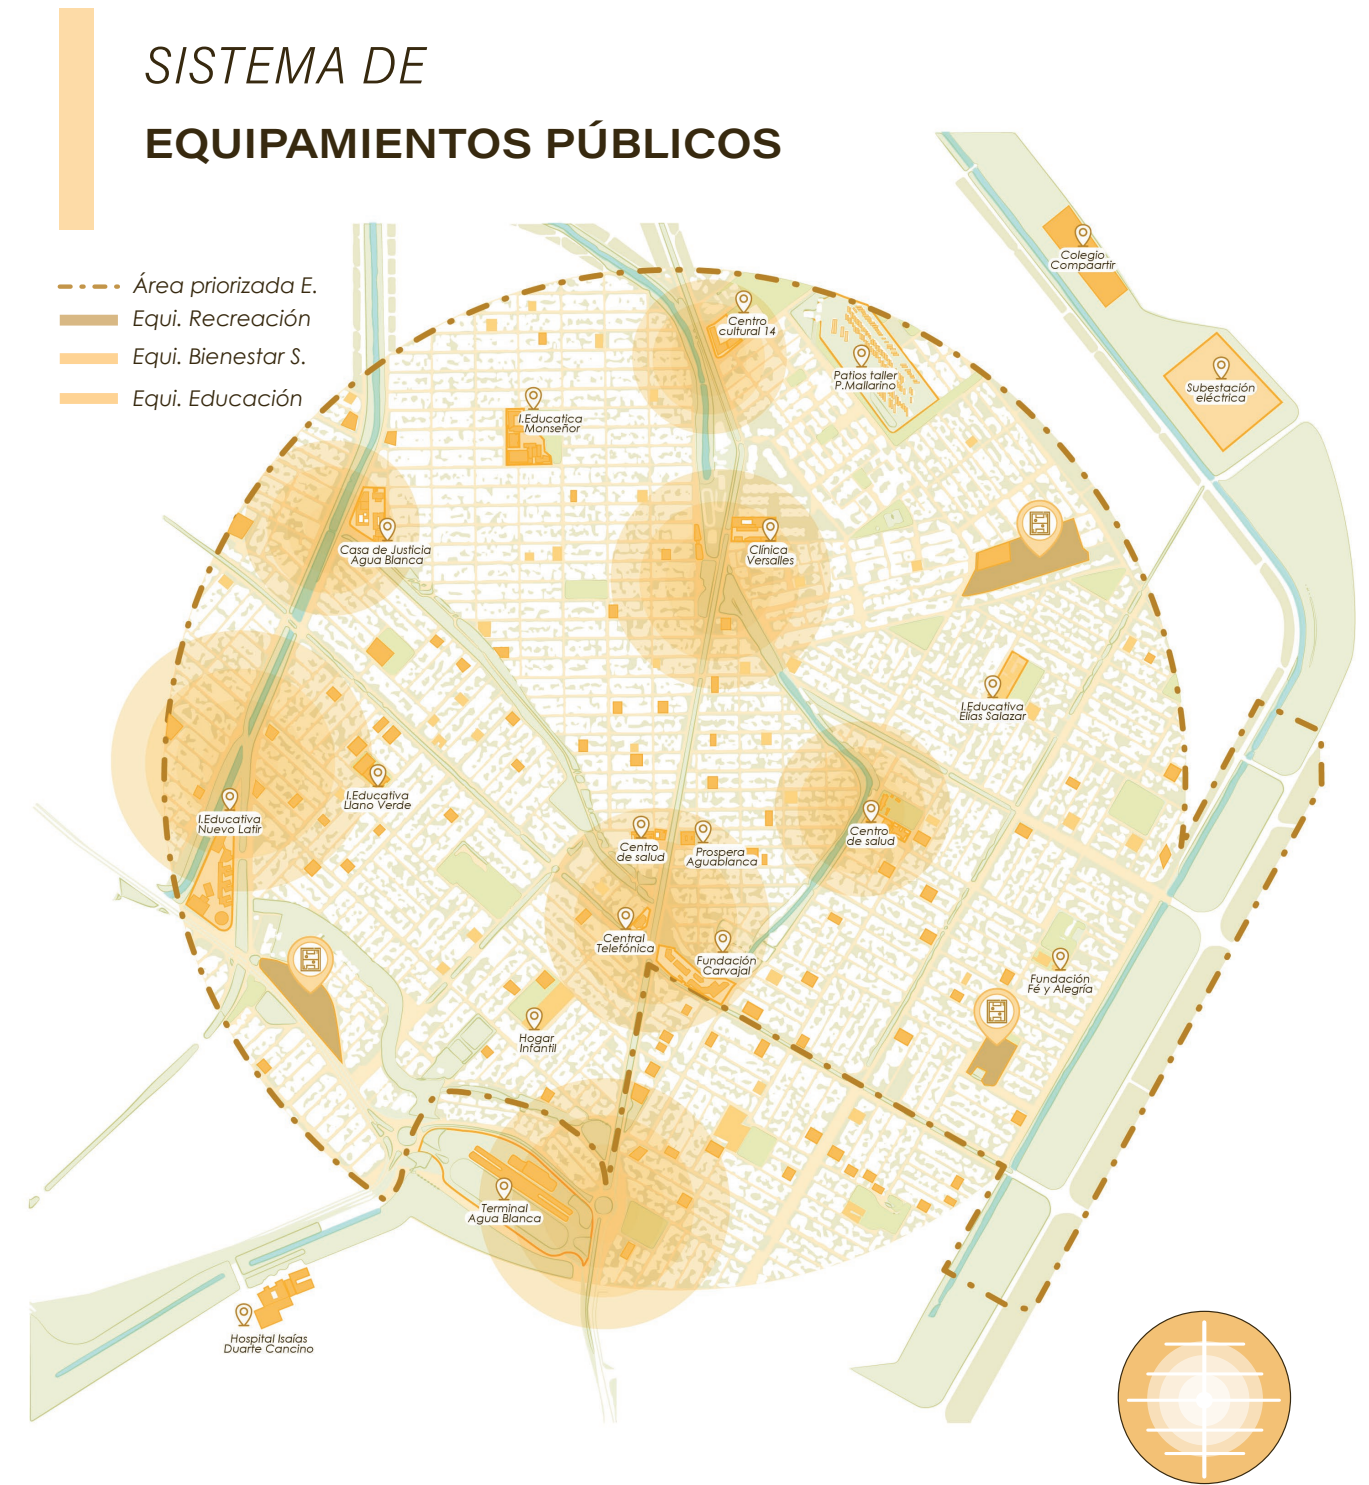 SISTEMA DE
EQUIPAMIENTOS PÚBLICOS
Área priorizada E.
Equi. Recreación
Equi. Bienestar S.
Equi. Educación
Colegio
Compaartir
Subestación
eléctrica
Centro
cultural 14
Patios taller
P.Mallarino
I.Educatica
Monseñor
Casa de Justicia
Agua Blanca
Clínica
Versalles
I.Educativa
Elías Salazar
I.Educativa
Llano Verde
I.Educativa
Nuevo Latir
Centro
de salud
Prospera
Aguablanca
Centro
de salud
Central
Telefónica
Fundación
Carvajal
Fundación
Fé y Alegría
Hogar
Infantil
Terminal
Agua Blanca
Hospital Isaías
Duarte Cancino